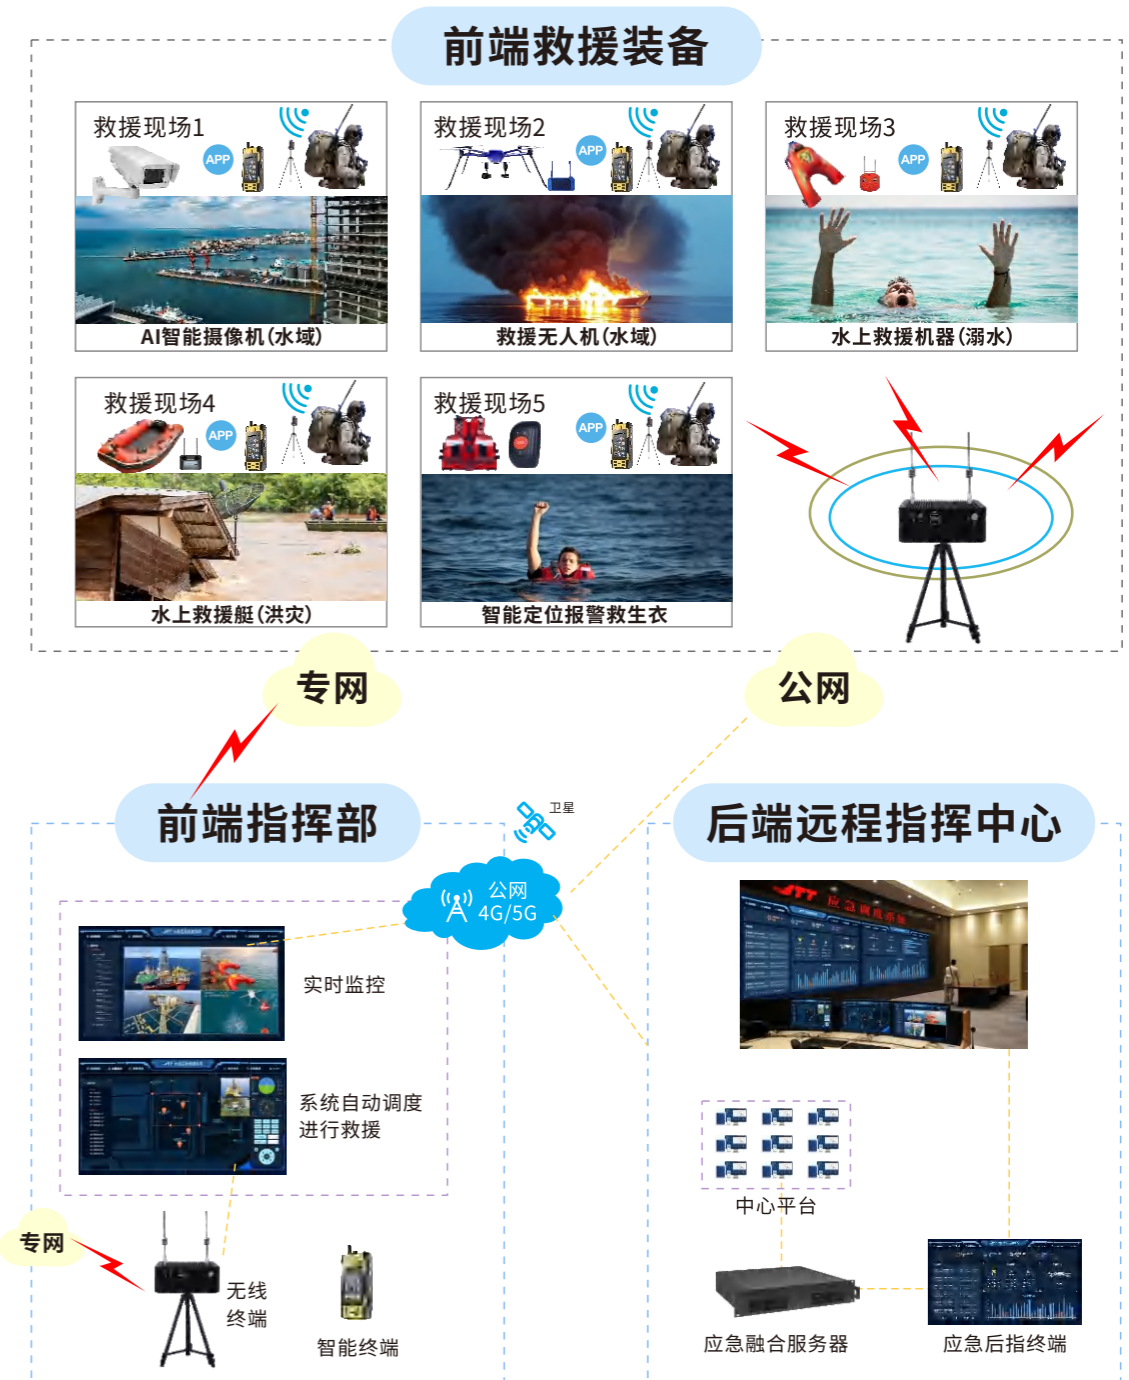 前端救援装备
救援现场1
APP
AI智能摄像机(水域)
救援现场2
APP
救援无人机(水域)
救援现场3
APP
水上救援机器(溺水)
救援现场4
APP
水上救援艇(洪灾)
救援现场5
APP
智能定位报警救生衣
专网
公网
前端指挥部
卫星
公网
4G/5G
实时监控
系统自动调度
进行救援
专网
无线
终端
智能终端
后端远程指挥中心
JTT 应急调度系统
中心平台
应急融合服务器
应急后指终端